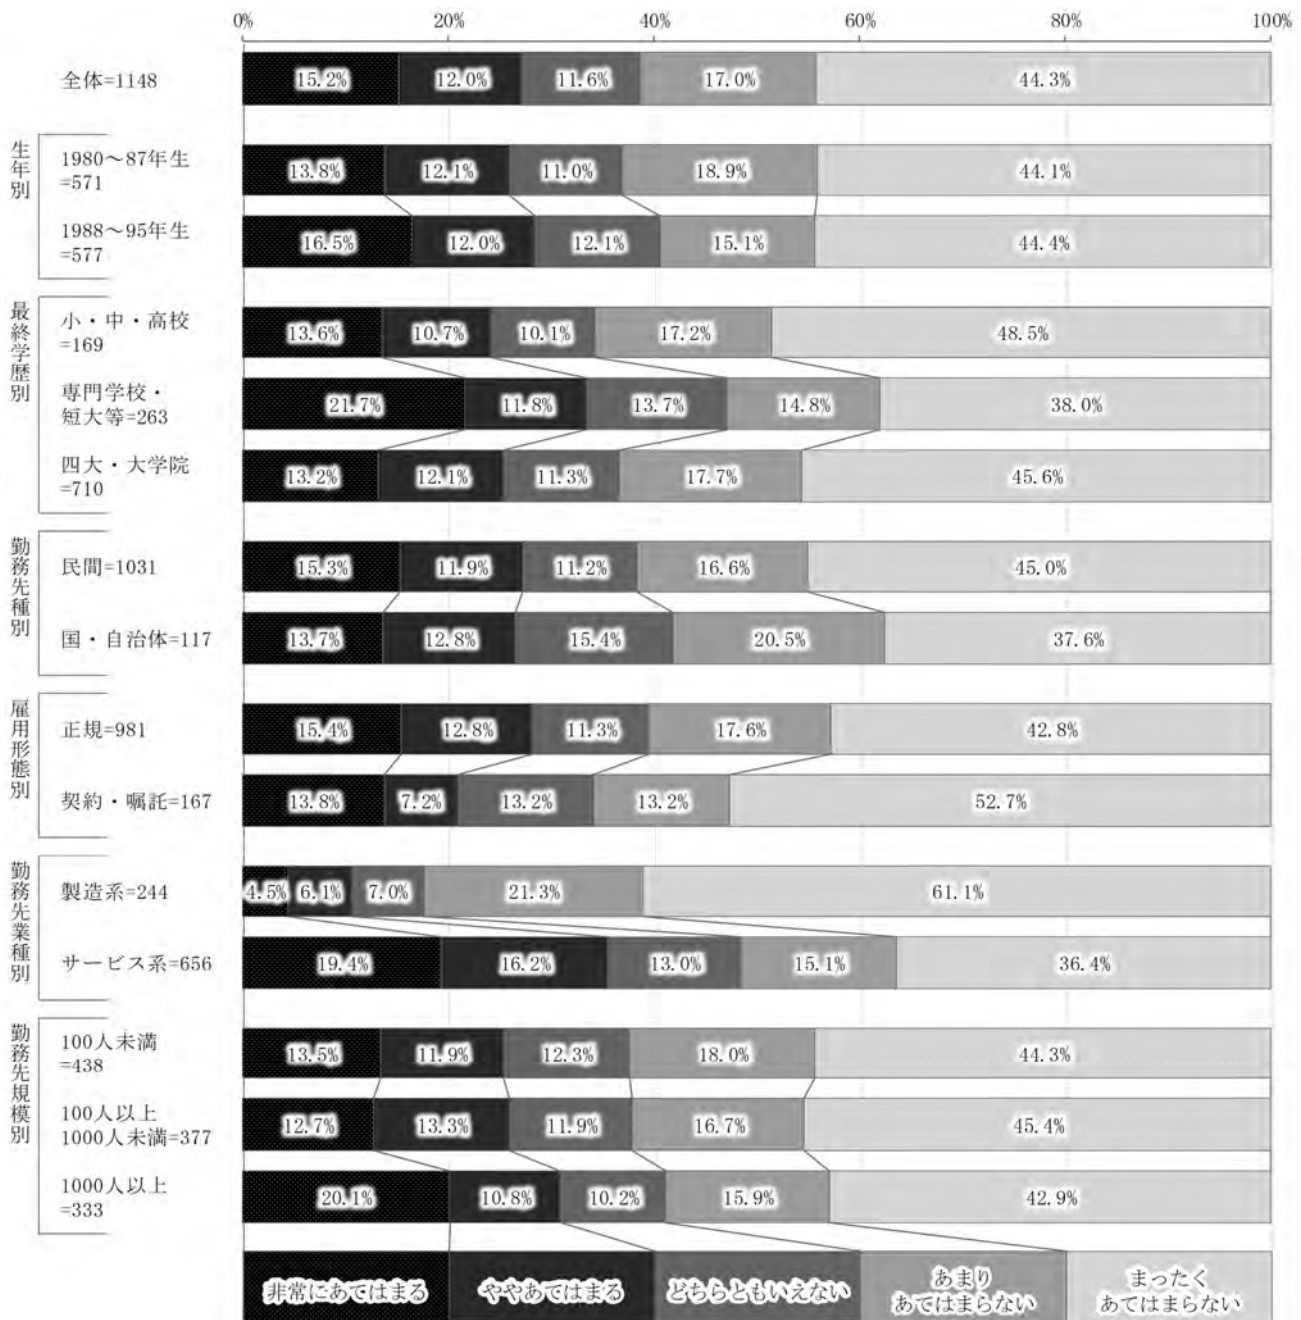 0% 20% 40% 60% 80% 100%
全体=1148
15.2% 12.0% 11.6% 17.0% 44.3%
生年別
1980～87年生
=571
13.8% 12.1% 11.0% 18.9% 44.1%
1988～95年生
=577
16.5% 12.0% 12.1% 15.1% 44.4%
最終学歴別
小・中・高校
=169
13.6% 10.7% 10.1% 17.2% 48.5%
専門学校・
短大等=263
21.7% 11.8% 13.7% 14.8% 38.0%
四大・大学院
=710
13.2% 12.1% 11.3% 17.7% 45.6%
勤務先種別
民間=1031
15.3% 11.9% 11.2% 16.6% 45.0%
国・自治体=117
13.7% 12.8% 15.4% 20.5% 37.6%
雇用形態別
正規=981
15.4% 12.8% 11.3% 17.6% 42.8%
契約・嘱託=167
13.8% 7.2% 13.2% 13.2% 52.7%
勤務先業種別
製造系=244
4.5% 6.1% 7.0% 21.3% 61.1%
サービス系=656
19.4% 16.2% 13.0% 15.1% 36.4%
勤務先規模別
100人未満
=438
13.5% 11.9% 12.3% 18.0% 44.3%
100人以上
1000人未満=377
12.7% 13.3% 11.9% 16.7% 45.4%
1000人以上
=333
20.1% 10.8% 10.2% 15.9% 42.9%
非常にあてはまる
ややあてはまる
どちらともいえない
あまり
あてはまらない
まったく
あてはまらない